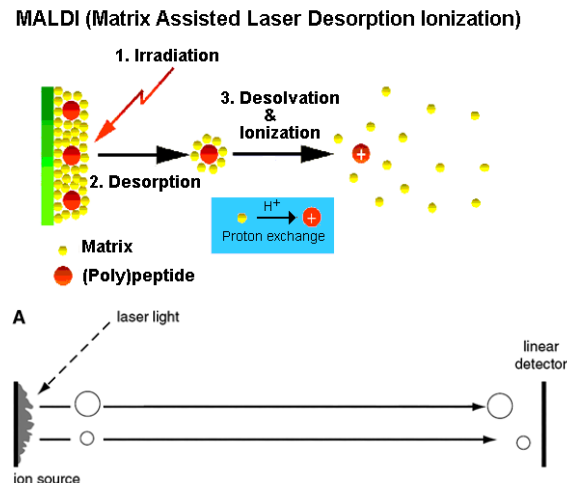 MALDI (Matrix Assisted Laser Desorption Ionization)
1. Irradiation
3. Desolvation
&
Ionization
2. Desorption
H+
Proton exchange
Matrix
(Poly)peptide
+
+
A
laser light
linear
detector
ion source